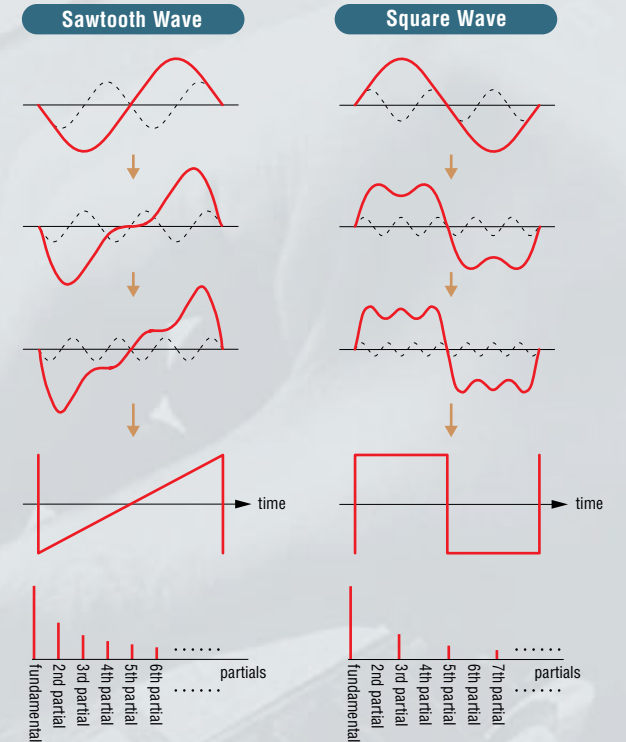 Sawtooth Wave
Square Wave
time
time
partials
......
......
fundamental
2nd partial
3rd partial
4th partial
5th partial
6th partial
partials
......
......
fundamental
2nd partial
3rd partial
4th partial
5th partial
6th partial
7th partial